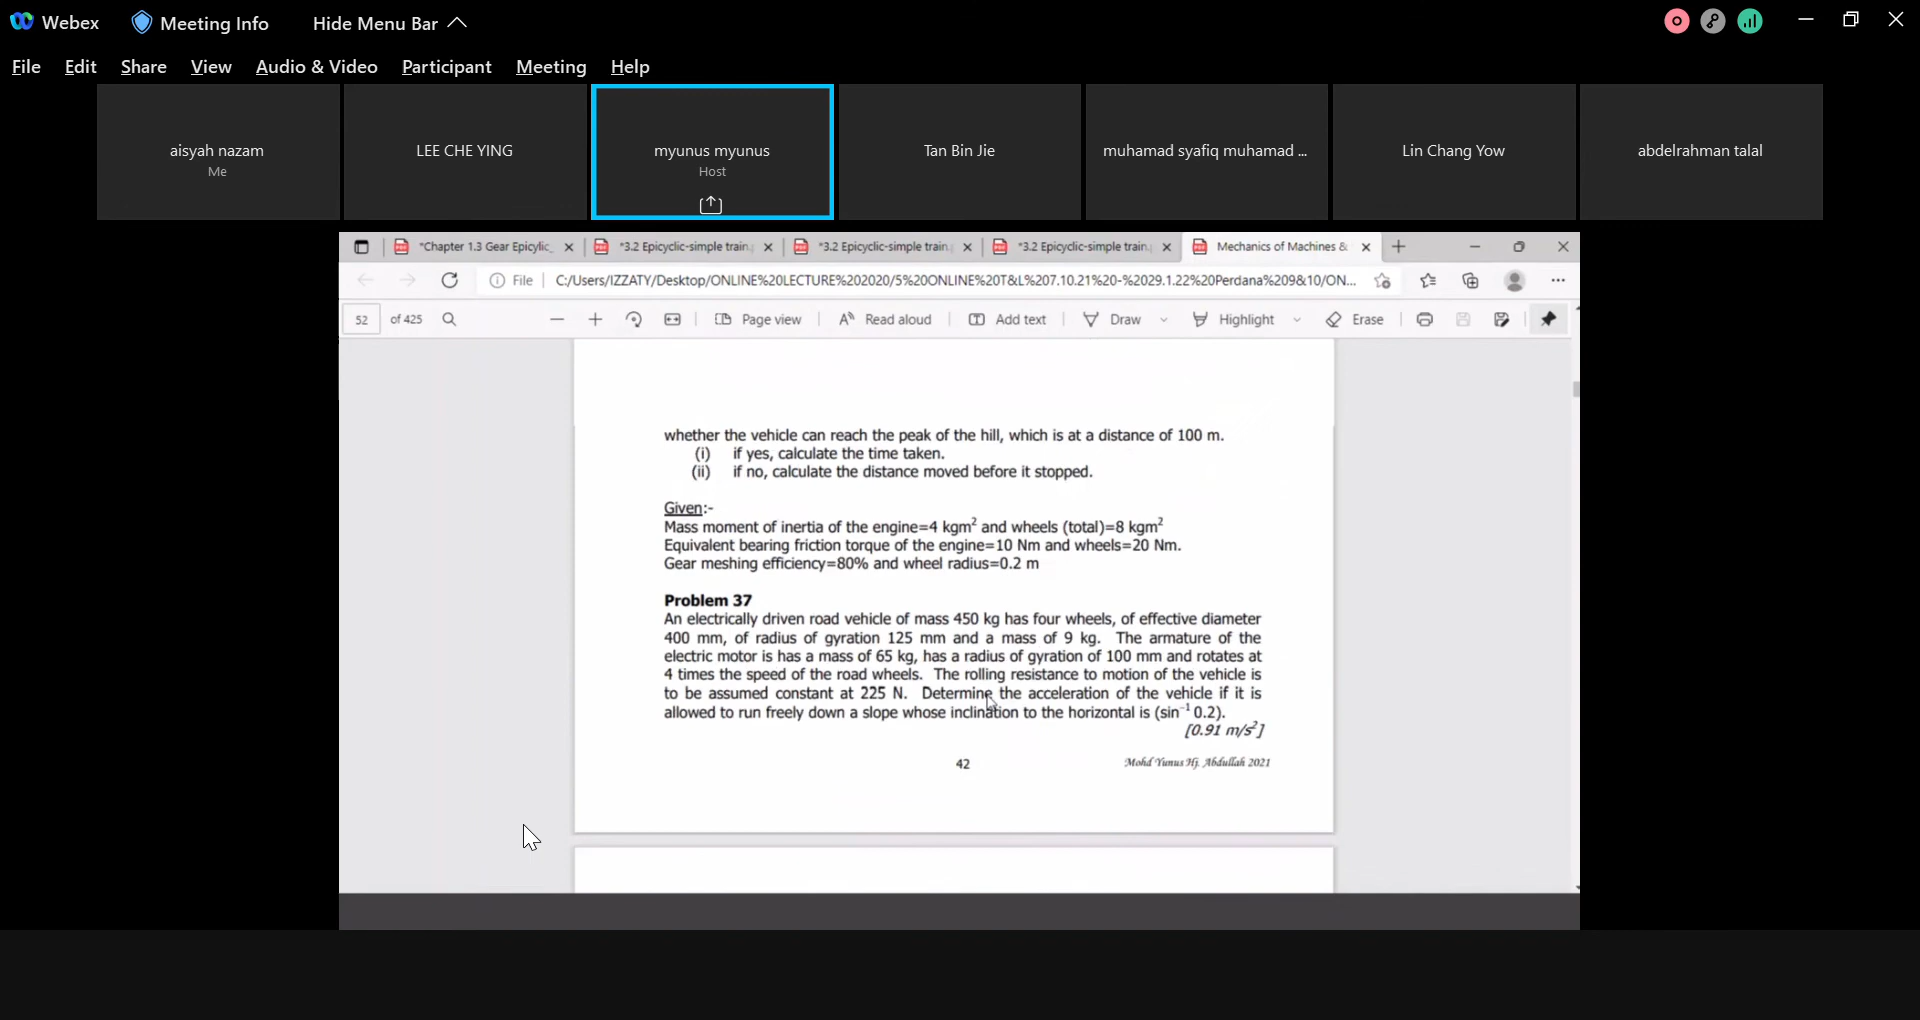 Webex Meeting Info Hide Menu Bar
File Edit Share View Audio & Video Participant Meeting Help
aisyah nazam
Me
LEE CHE YING
myunus myunus
Host
Tan Bin Jie
muhamad syafiq muhamad ...
Lin Chang Yow
abdelrahman talal
*Chapter 1.3 Gear Epicylic_ *3.2 Epicyclic-simple train. *3.2 Epicyclic-simple train. *3.2 Epicyclic-simple train. Mechanics of Machines &
File C:/Users/IZZATY/Desktop/ONLINE%20LECTURE%202020/5%20ONLINE%20T&L%207.10.21%20-%2029.1.22%20Perdana%209&10/ON...
52 of 425 Page view Read aloud Add text Draw Highlight Erase
whether the vehicle can reach the peak of the hill, which is at a distance of 100 m.
(i) if yes, calculate the time taken.
(ii) if no, calculate the distance moved before it stopped.
Given:-
Mass moment of inertia of the engine=4 kgm² and wheels (total)=8 kgm²
Equivalent bearing friction torque of the engine=10 Nm and wheels=20 Nm.
Gear meshing efficiency=80% and wheel radius=0.2 m
Problem 37
An electrically driven road vehicle of mass 450 kg has four wheels, of effective diameter
400 mm, of radius of gyration 125 mm and a mass of 9 kg. The armature of the
electric motor is has a mass of 65 kg, has a radius of gyration of 100 mm and rotates at
4 times the speed of the road wheels. The rolling resistance to motion of the vehicle is
to be assumed constant at 225 N. Determine the acceleration of the vehicle if it is
allowed to run freely down a slope whose inclination to the horizontal is (sin⁻¹ 0.2).
[0.91 m/s²]
42 Mohd Yunus Hj. Abdullah 2021